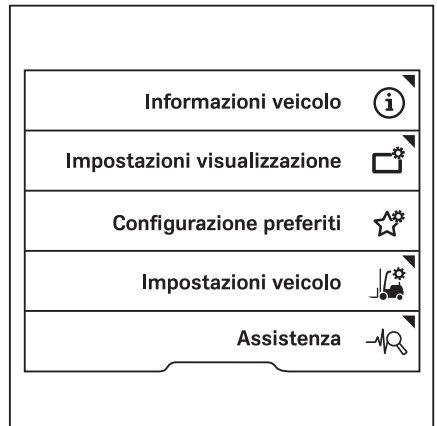 Informazioni veicolo
Impostazioni visualizzazione
Configurazione preferiti
Impostazioni veicolo
Assistenza